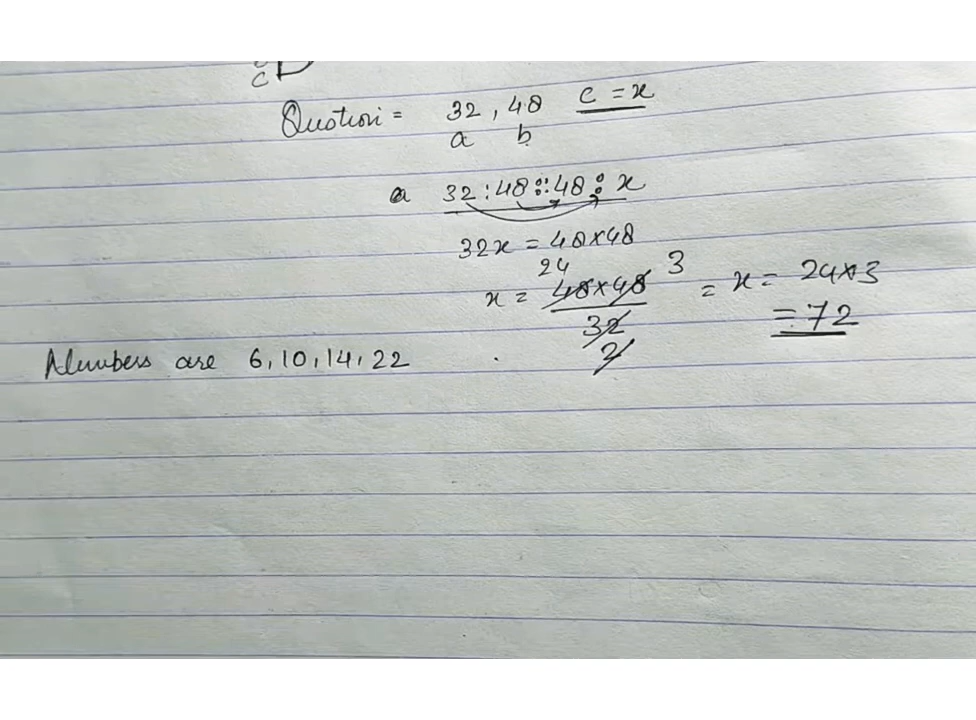 C
Question = 32, 48 C = x
a b
a 32 : 48 :: 48 : x
32x = 48×48
24
x = 48×48 3 = x = 24×3
32 = 72
2
Numbers are 6, 10, 14, 22